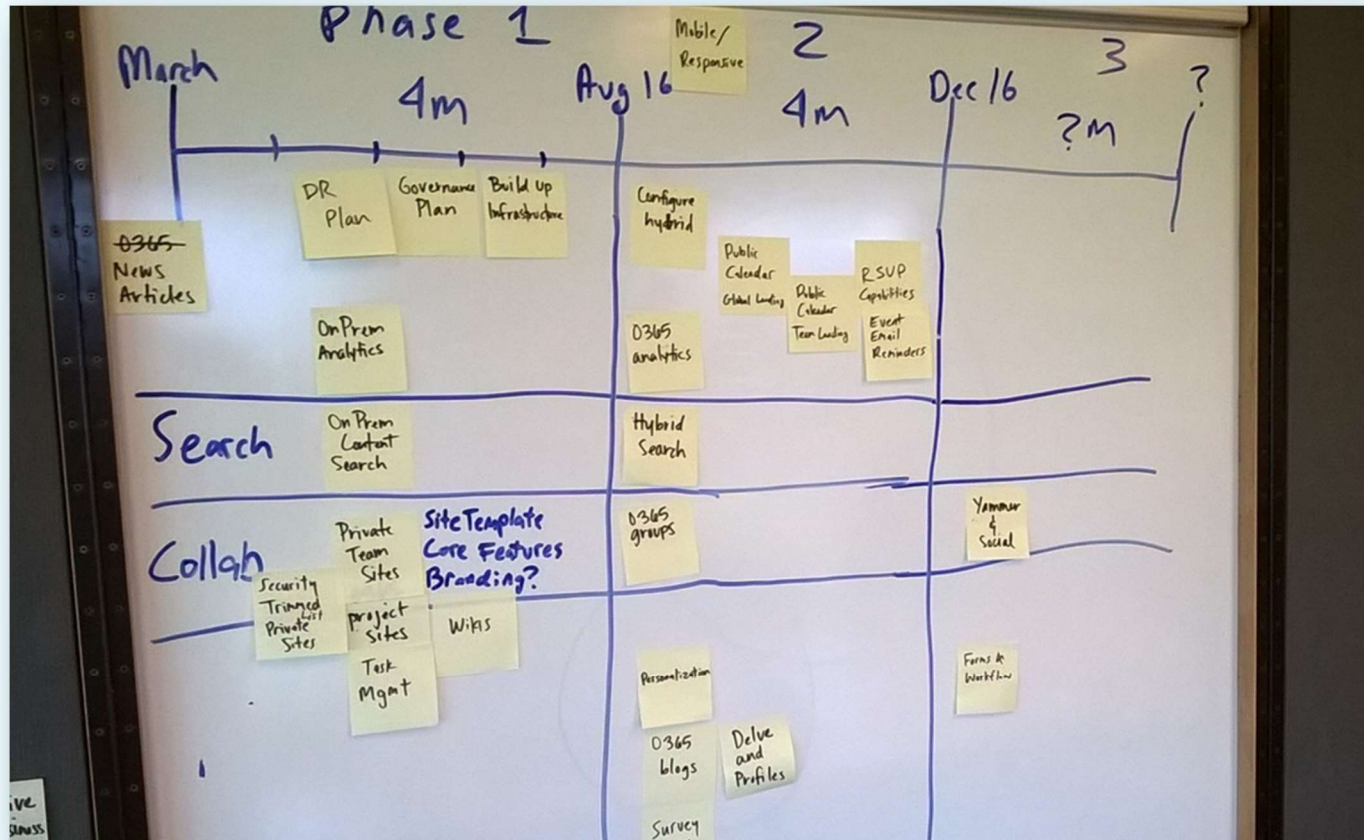 Phase 1
Mobile/
Responsive
2
3
March
4m
Aug 16
4m
Dec 16
?M
?
DR
Plan
Governance
Plan
Build Up
Infrastructure
Configure
hybrid
O365
News
Articles
Public
Calendar
Global Landing
Public
Calendar
Team Landing
RSVP
Capabilities
Event
Email
Reminders
OnPrem
Analytics
O365
analytics
Search
OnPrem
Content
Search
Hybrid
Search
Collab
Private
Team
Sites
Site Template
Core Features
Branding?
O365
groups
Yammer
&
Social
Security
Trimmed
List
Private
Sites
project
sites
Wikis
Task
Mgmt
Personalization
Forms &
Workflow
O365
blogs
Delve
and
Profiles
Survey